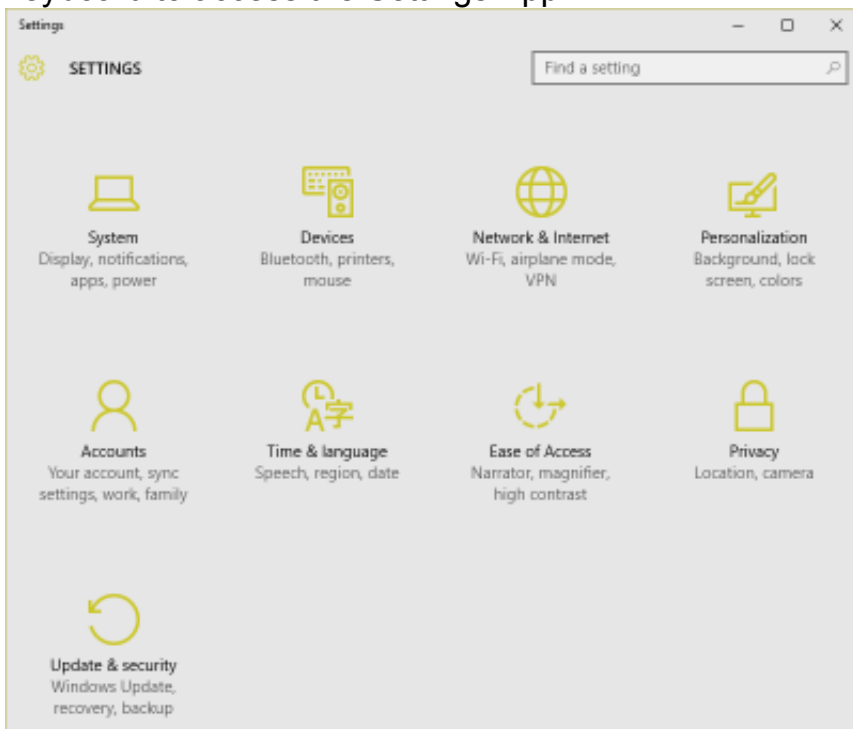 Settings
SETTINGS
Find a setting
System
Display, notifications,
apps, power
Devices
Bluetooth, printers,
mouse
Network & Internet
Wi-Fi, airplane mode,
VPN
Personalization
Background, lock
screen, colors
Accounts
Your account, sync
settings, work, family
Time & language
Speech, region, date
Ease of Access
Narrator, magnifier,
high contrast
Privacy
Location, camera
Update & security
Windows Update,
recovery, backup